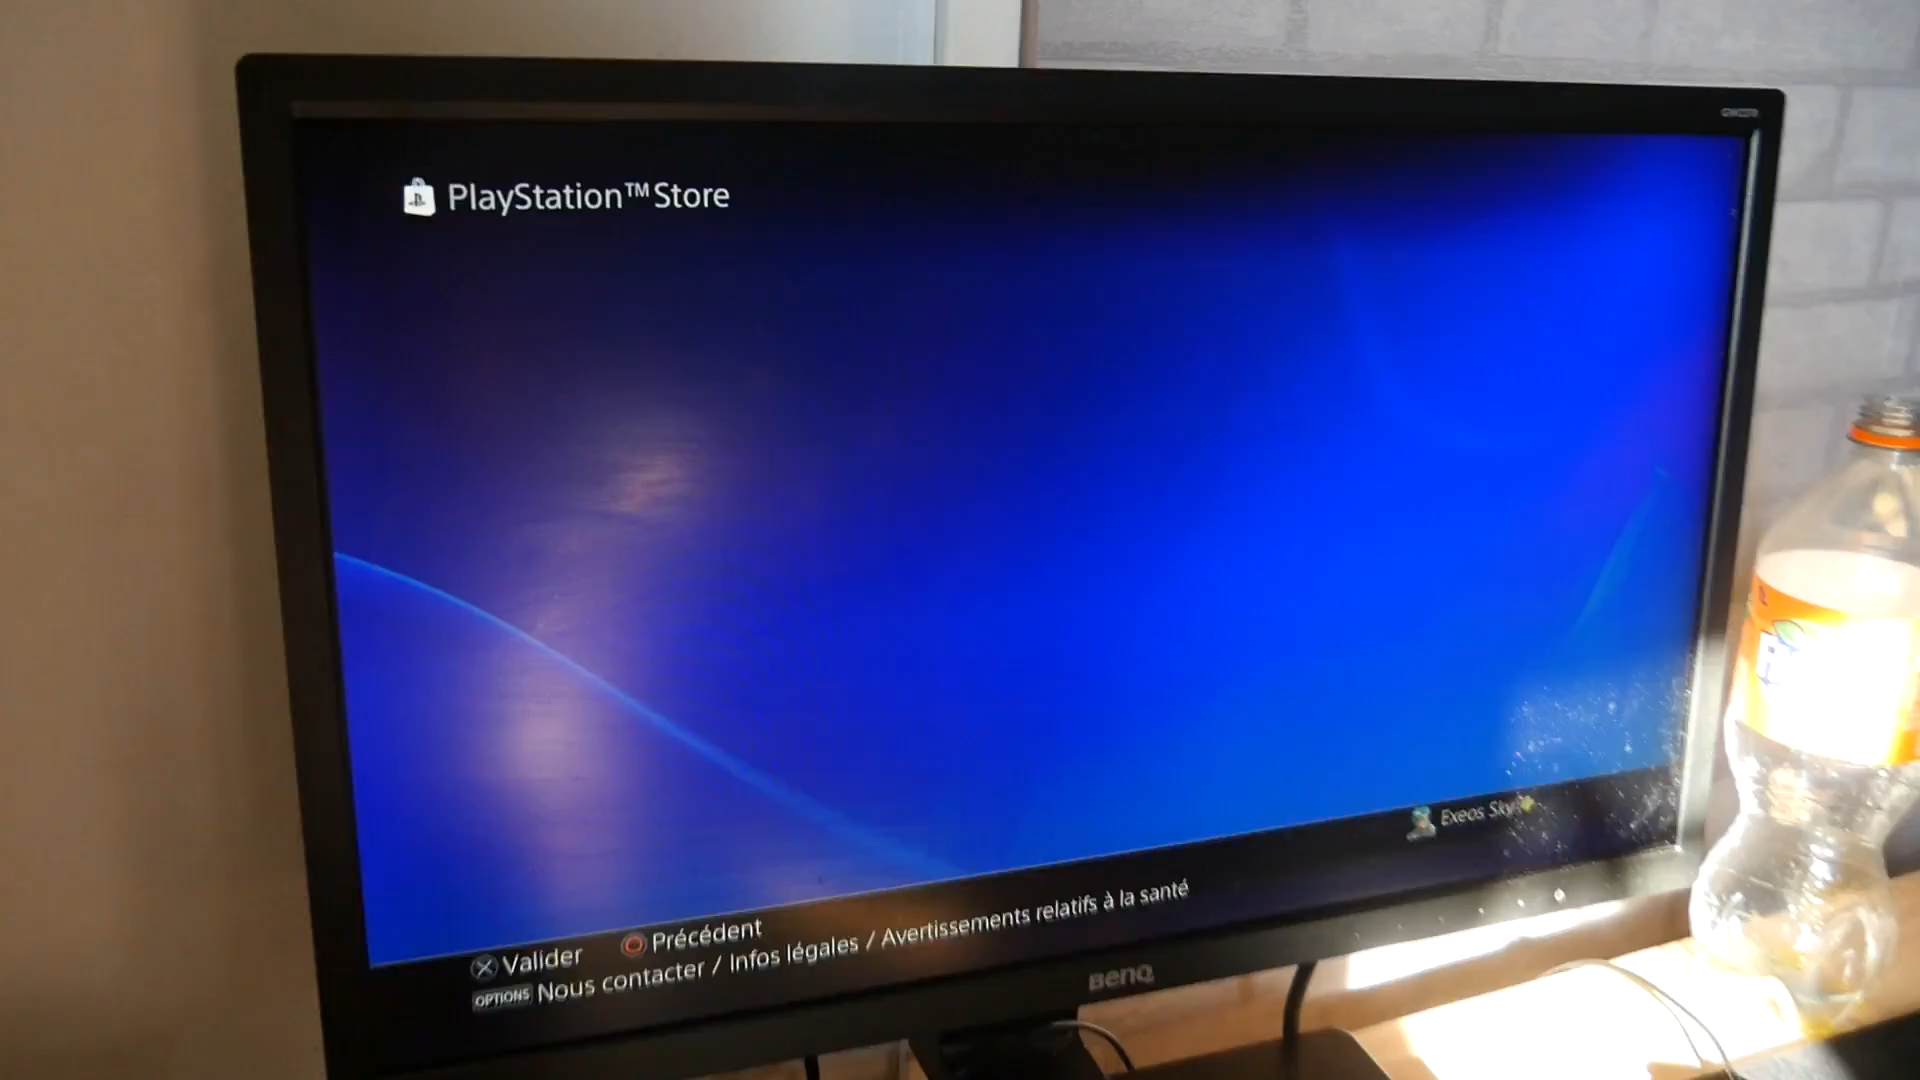 PlayStation™Store
Exeos Sky
Valider
Précédent
OPTIONS Nous contacter / Infos légales / Avertissements relatifs à la santé
BenQ